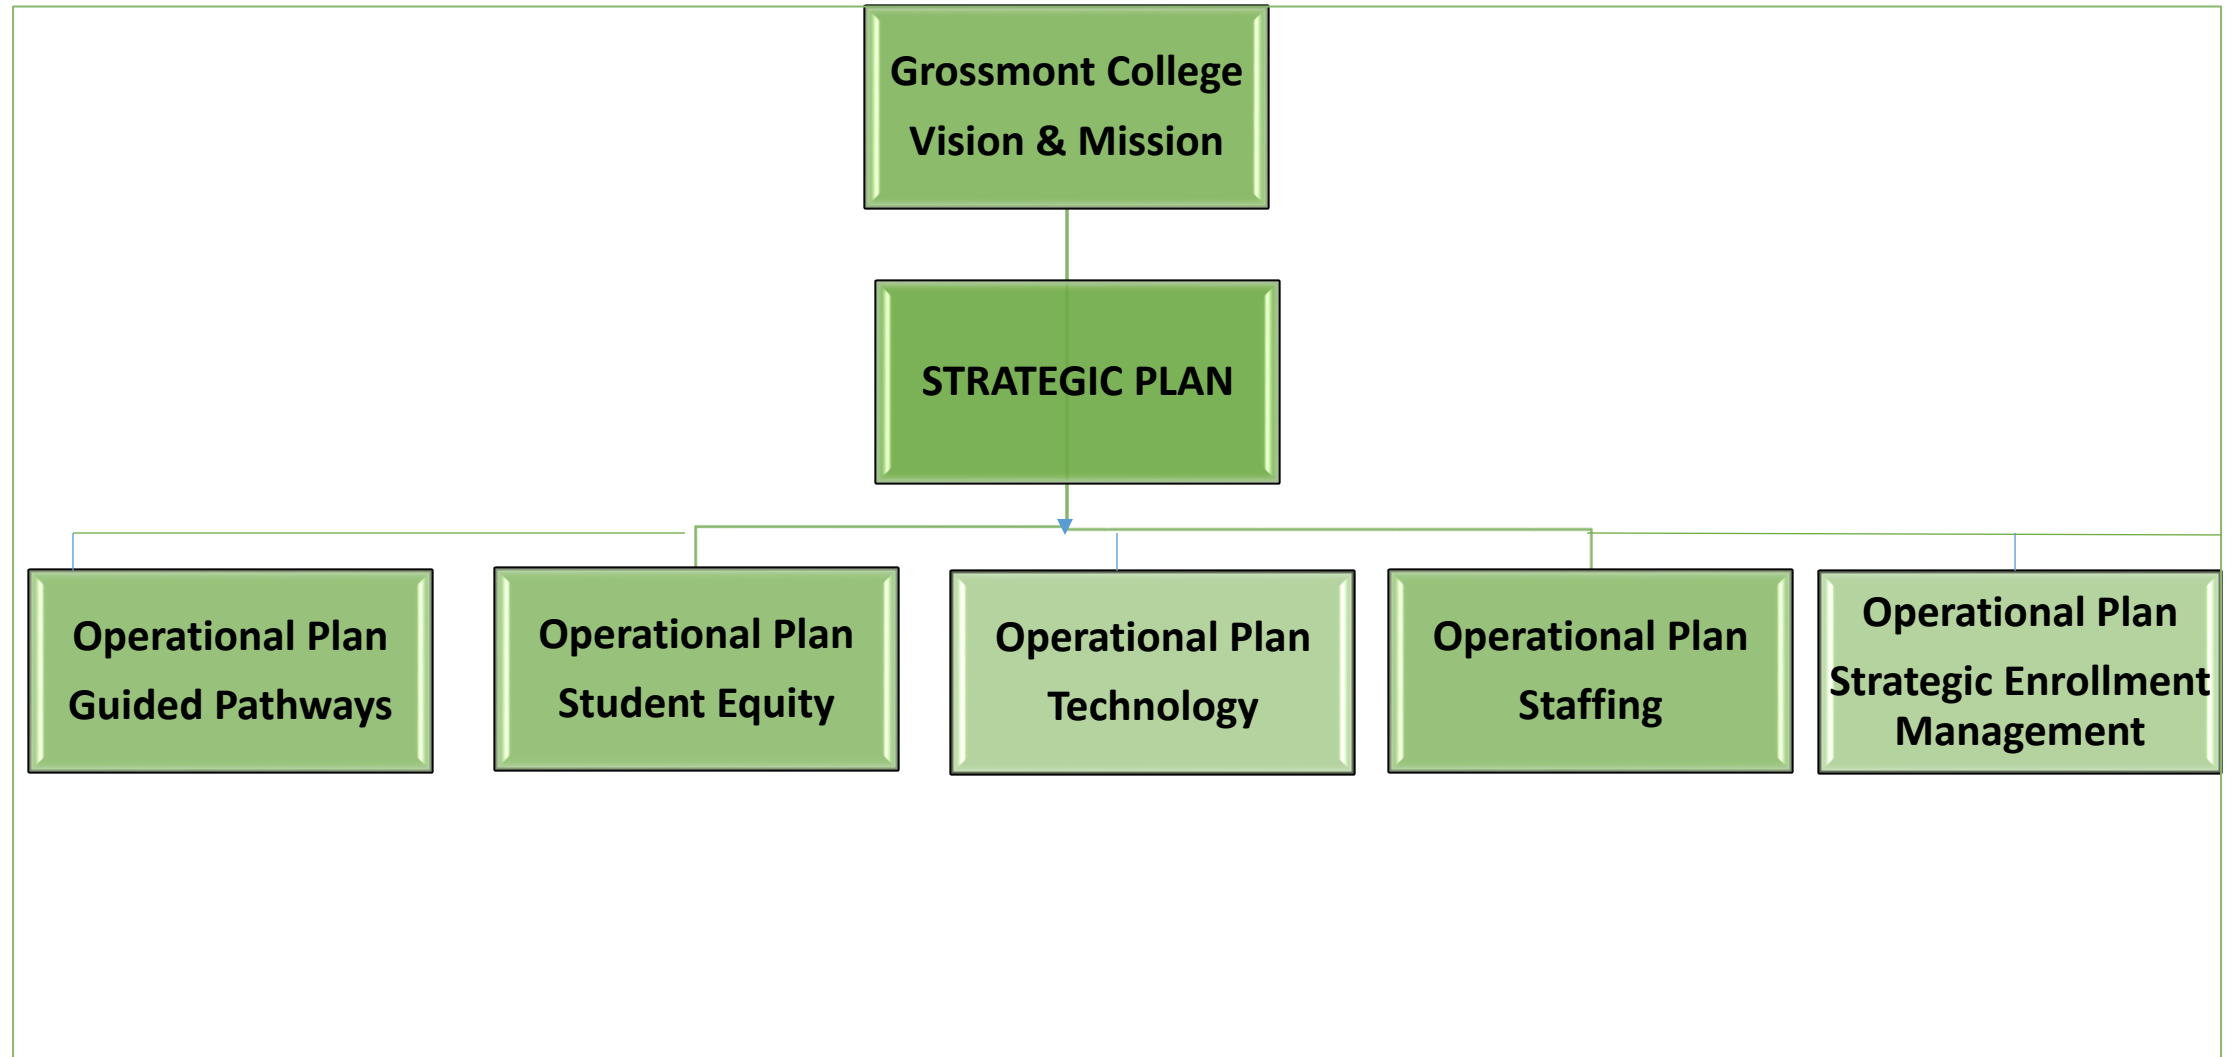 Grossmont College
Vision & Mission
STRATEGIC PLAN
Operational Plan
Guided Pathways
Operational Plan
Student Equity
Operational Plan
Technology
Operational Plan
Staffing
Operational Plan
Strategic Enrollment
Management